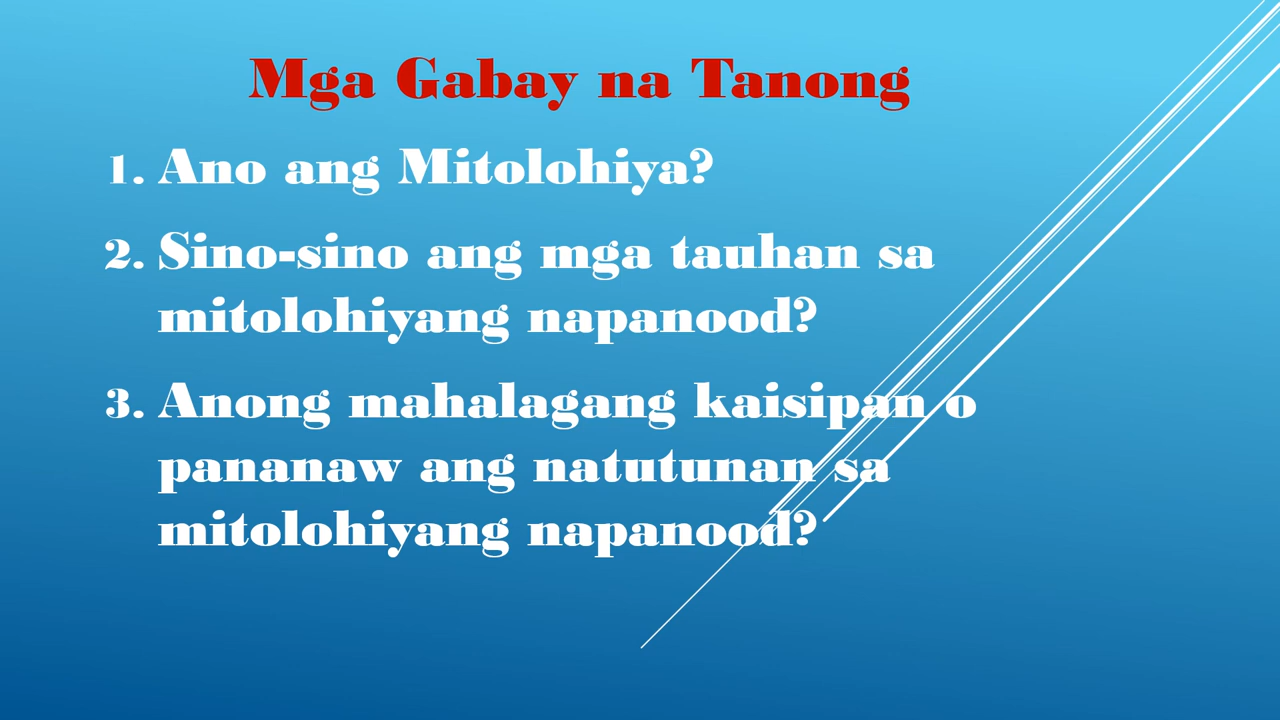 Mga Gabay na Tanong
1. Ano ang Mitolohiya?
2. Sino-sino ang mga tauhan sa
mitolohiyang napanood?
3. Anong mahalagang kaisipan o
pananaw ang natutunan sa
mitolohiyang napanood?